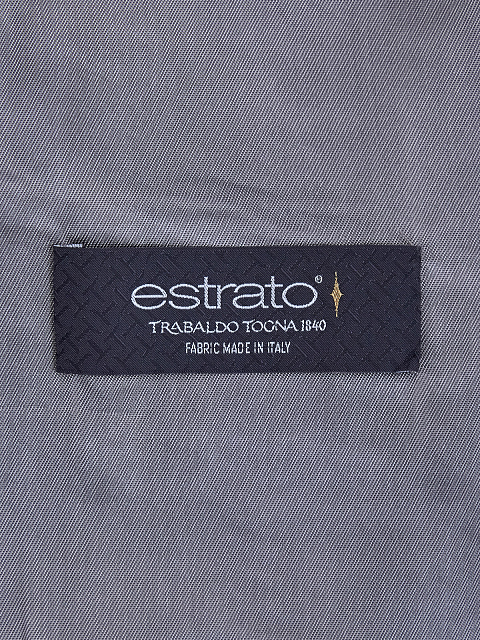 estrato®
TRABALDO TOGNA 1840
FABRIC MADE IN ITALY